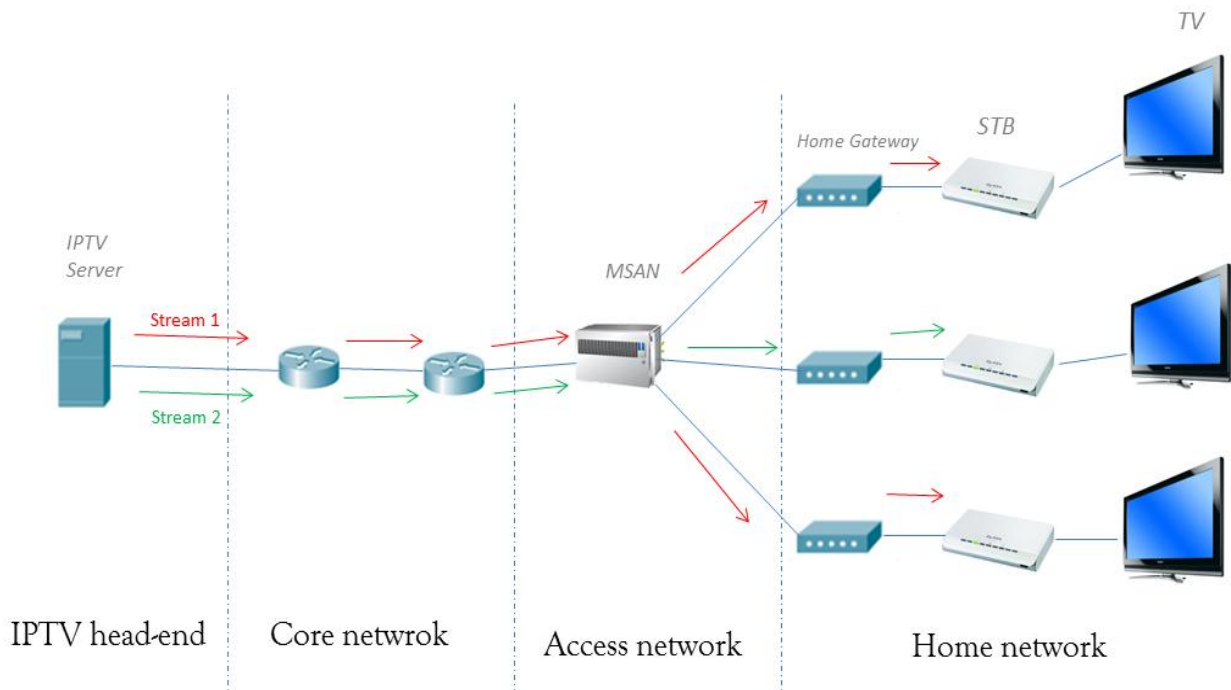 TV
STB
Home Gateway
IPTV
Server
MSAN
Stream 1
Stream 2
IPTV head-end
Core netwrok
Access network
Home network